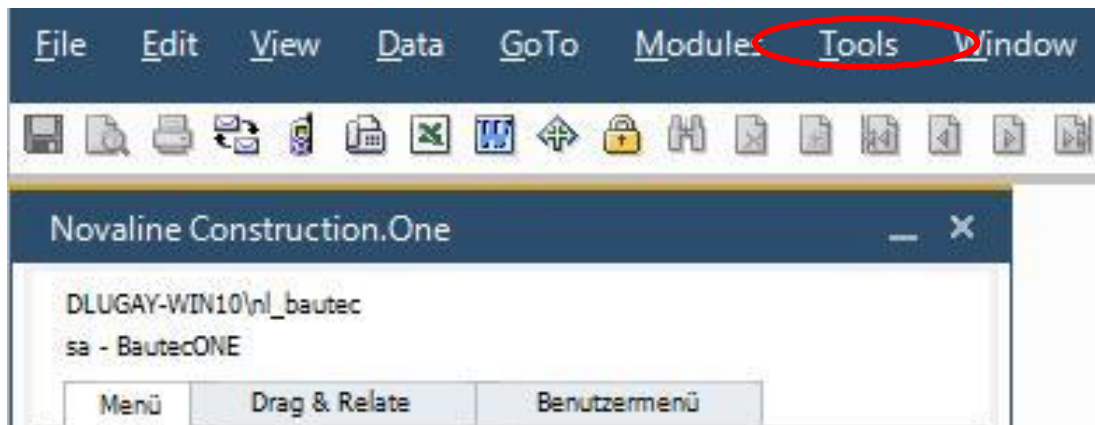 File Edit View Data GoTo Modules Tools Window
Novaline Construction.One
DLUGAY-WIN10\nl_bautec
sa - BautecONE
Menü Drag & Relate Benutzermenü